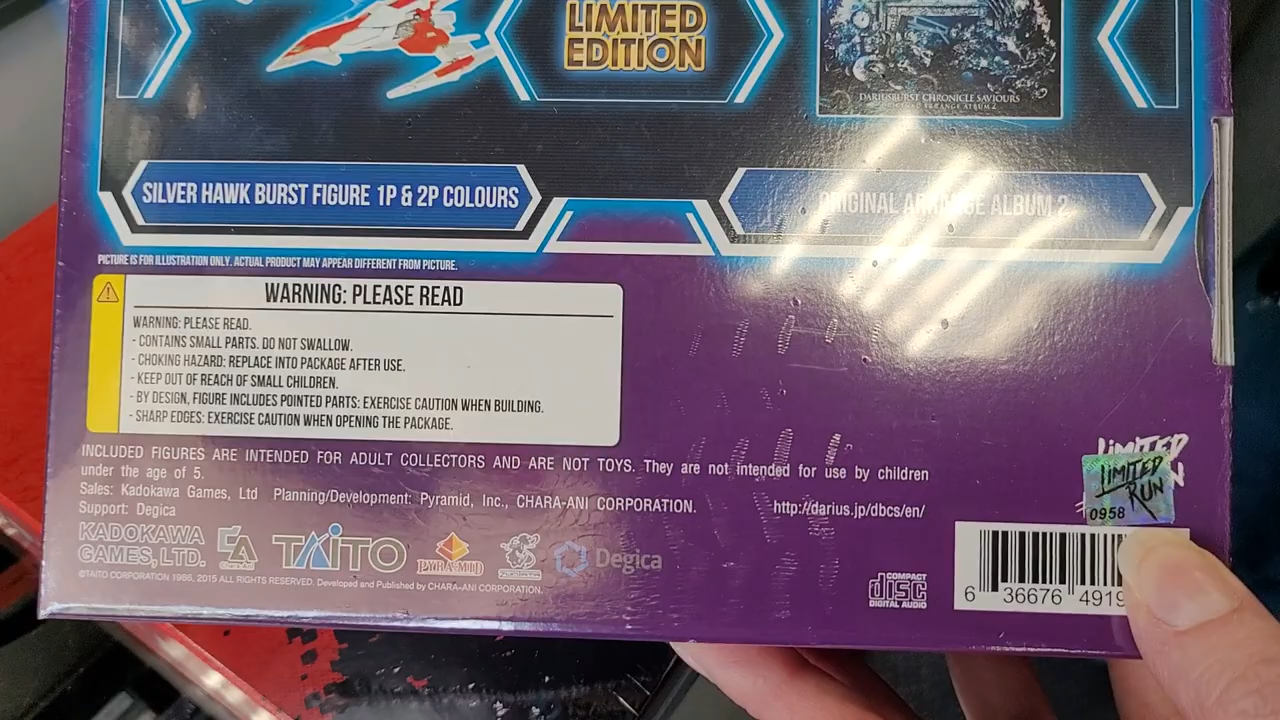 LIMITED
EDITION
DARIUSBURST CHRONICLE SAVIOURS
SILVER HAWK BURST FIGURE 1P & 2P COLOURS
ORIGINAL ARRANGE ALBUM 2
PICTURE IS FOR ILLUSTRATION ONLY. ACTUAL PRODUCT MAY APPEAR DIFFERENT FROM PICTURE.
WARNING: PLEASE READ
WARNING: PLEASE READ.
- CONTAINS SMALL PARTS. DO NOT SWALLOW.
- CHOKING HAZARD: REPLACE INTO PACKAGE AFTER USE.
- KEEP OUT OF REACH OF SMALL CHILDREN.
- BY DESIGN, FIGURE INCLUDES POINTED PARTS: EXERCISE CAUTION WHEN BUILDING.
- SHARP EDGES: EXERCISE CAUTION WHEN OPENING THE PACKAGE.
INCLUDED FIGURES ARE INTENDED FOR ADULT COLLECTORS AND ARE NOT TOYS. They are not intended for use by children
under the age of 5.
Sales: Kadokawa Games, Ltd Planning/Development: Pyramid, Inc., CHARA-ANI CORPORATION.
Support: Degica
http://darius.jp/dbcs/en/
KADOKAWA
GAMES, LTD.
TAITO
PYRAMID
Degica
©TAITO CORPORATION 1986, 2015 ALL RIGHTS RESERVED. Developed and Published by CHARA-ANI CORPORATION.
COMPACT
disc
DIGITAL AUDIO
LIMITED
LIMITED
RUN
0958
6 36676 4919